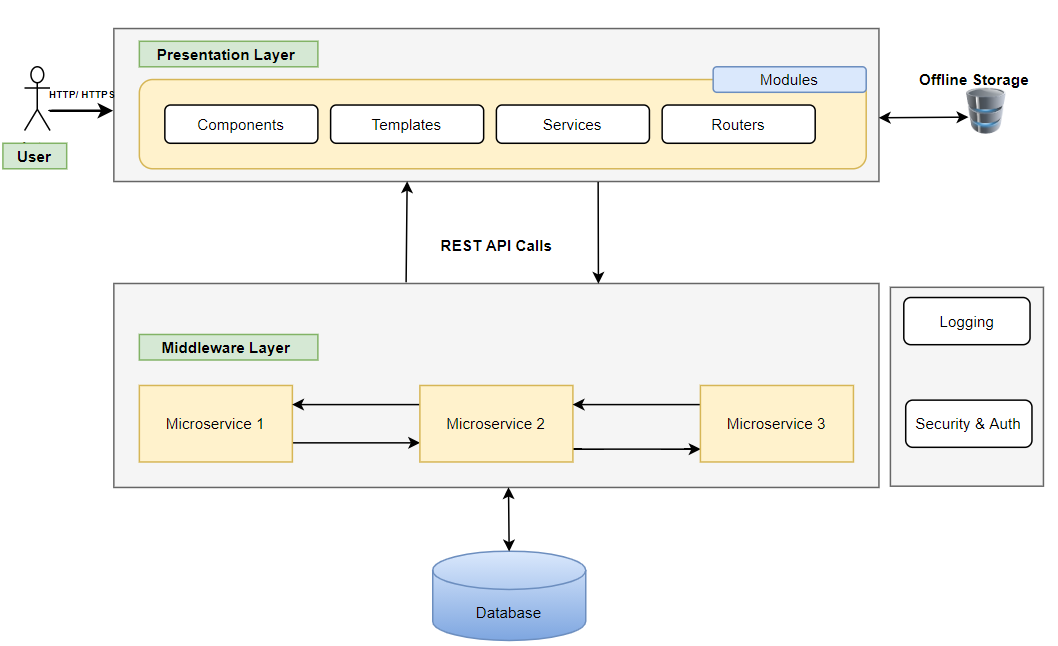 Presentation Layer
Modules
Offline Storage
HTTP/ HTTPS
Components
Templates
Services
Routers
User
REST API Calls
Middleware Layer
Logging
Microservice 1
Microservice 2
Microservice 3
Security & Auth
Database